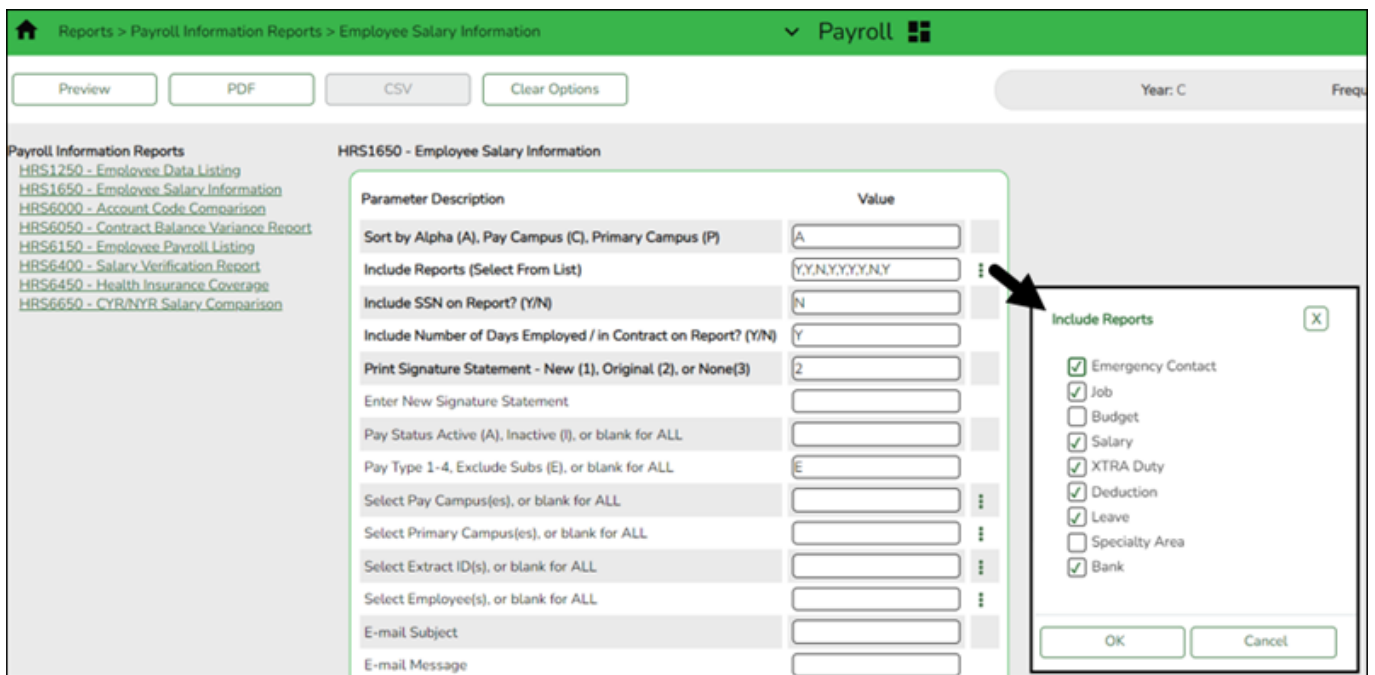 Reports > Payroll Information Reports > Employee Salary Information
Payroll
Preview
PDF
CSV
Clear Options
Year: C
Payroll Information Reports
HRS1250 - Employee Data Listing
HRS1650 - Employee Salary Information
HRS6000 - Account Code Comparison
HRS6050 - Contract Balance Variance Report
HRS6150 - Employee Payroll Listing
HRS6400 - Salary Verification Report
HRS6450 - Health Insurance Coverage
HRS6650 - CYR/NYR Salary Comparison
HRS1650 - Employee Salary Information
Parameter Description Value
Sort by Alpha (A), Pay Campus (C), Primary Campus (P) A
Include Reports (Select From List) Y,Y,N,Y,Y,Y,Y,N,Y
Include SSN on Report? (Y/N) N
Include Number of Days Employed / in Contract on Report? (Y/N) Y
Print Signature Statement - New (1), Original (2), or None(3) 2
Enter New Signature Statement
Pay Status Active (A), Inactive (I), or blank for ALL
Pay Type 1-4, Exclude Subs (E), or blank for ALL E
Select Pay Campus(es), or blank for ALL
Select Primary Campus(es), or blank for ALL
Select Extract ID(s), or blank for ALL
Select Employee(s), or blank for ALL
E-mail Subject
E-mail Message
Include Reports X
Emergency Contact
Job
Budget
Salary
XTRA Duty
Deduction
Leave
Specialty Area
Bank
OK
Cancel